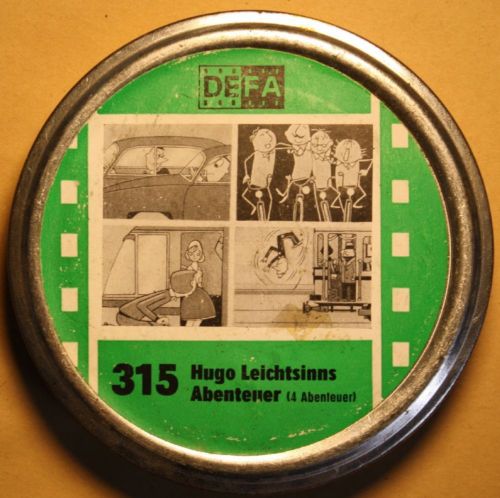 DEFA
315 Hugo Leichtsinns
Abenteuer (4 Abenteuer)